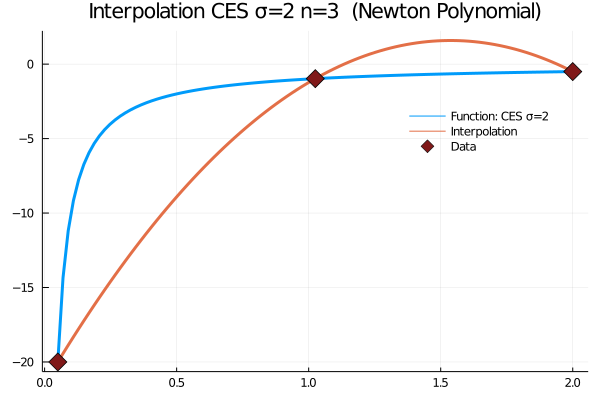 Interpolation CES σ=2 n=3 (Newton Polynomial)
0
−5
−10
−15
−20
Function: CES σ=2
Interpolation
Data
0.0 0.5 1.0 1.5 2.0